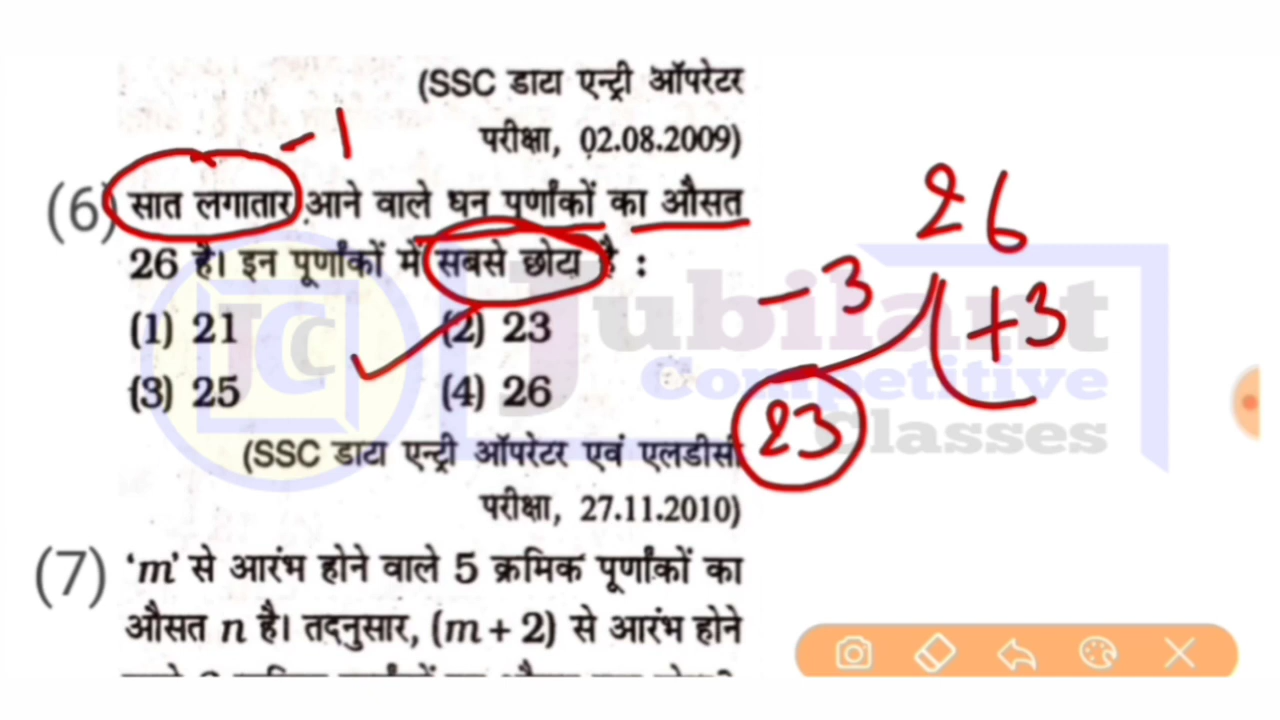 (SSC डाटा एन्ट्री ऑपरेटर
परीक्षा, 02.08.2009)
- 1
(6) सात लगातार आने वाले धन पूर्णांकों का औसत
26 है। इन पूर्णांकों में सबसे छोटा है :
(1) 21 (2) 23
(3) 25 (4) 26
(SSC डाटा एन्ट्री ऑपरेटर एवं एलडीसी
परीक्षा, 27.11.2010)
(7) 'm' से आरंभ होने वाले 5 क्रमिक पूर्णांकों का
औसत n है। तद्नुसार, (m + 2) से आरंभ होने
26
- 3 + 3
23
JCC
Jubilant
Competitive
Classes